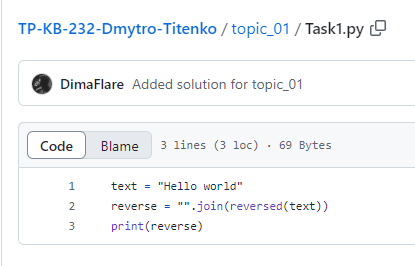 TP-KB-232-Dmytro-Titenko / topic_01 / Task1.py
DimaFlare Added solution for topic_01
Code Blame 3 lines (3 loc) · 69 Bytes
1 text = "Hello world"
2 reverse = "".join(reversed(text))
3 print(reverse)